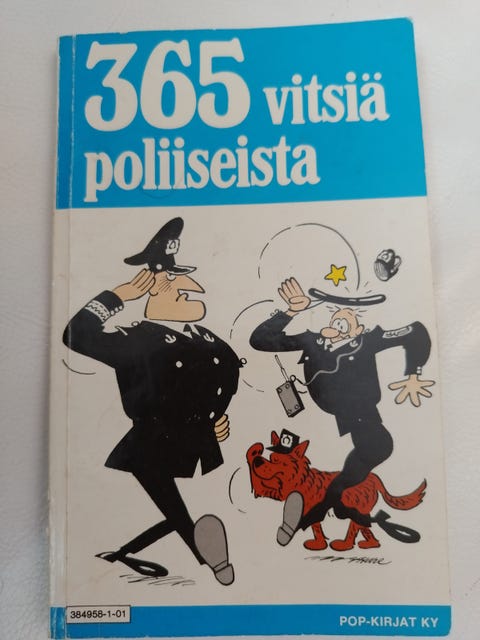 365 vitsiä
poliiseista
384958-1-01
POP-KIRJAT KY